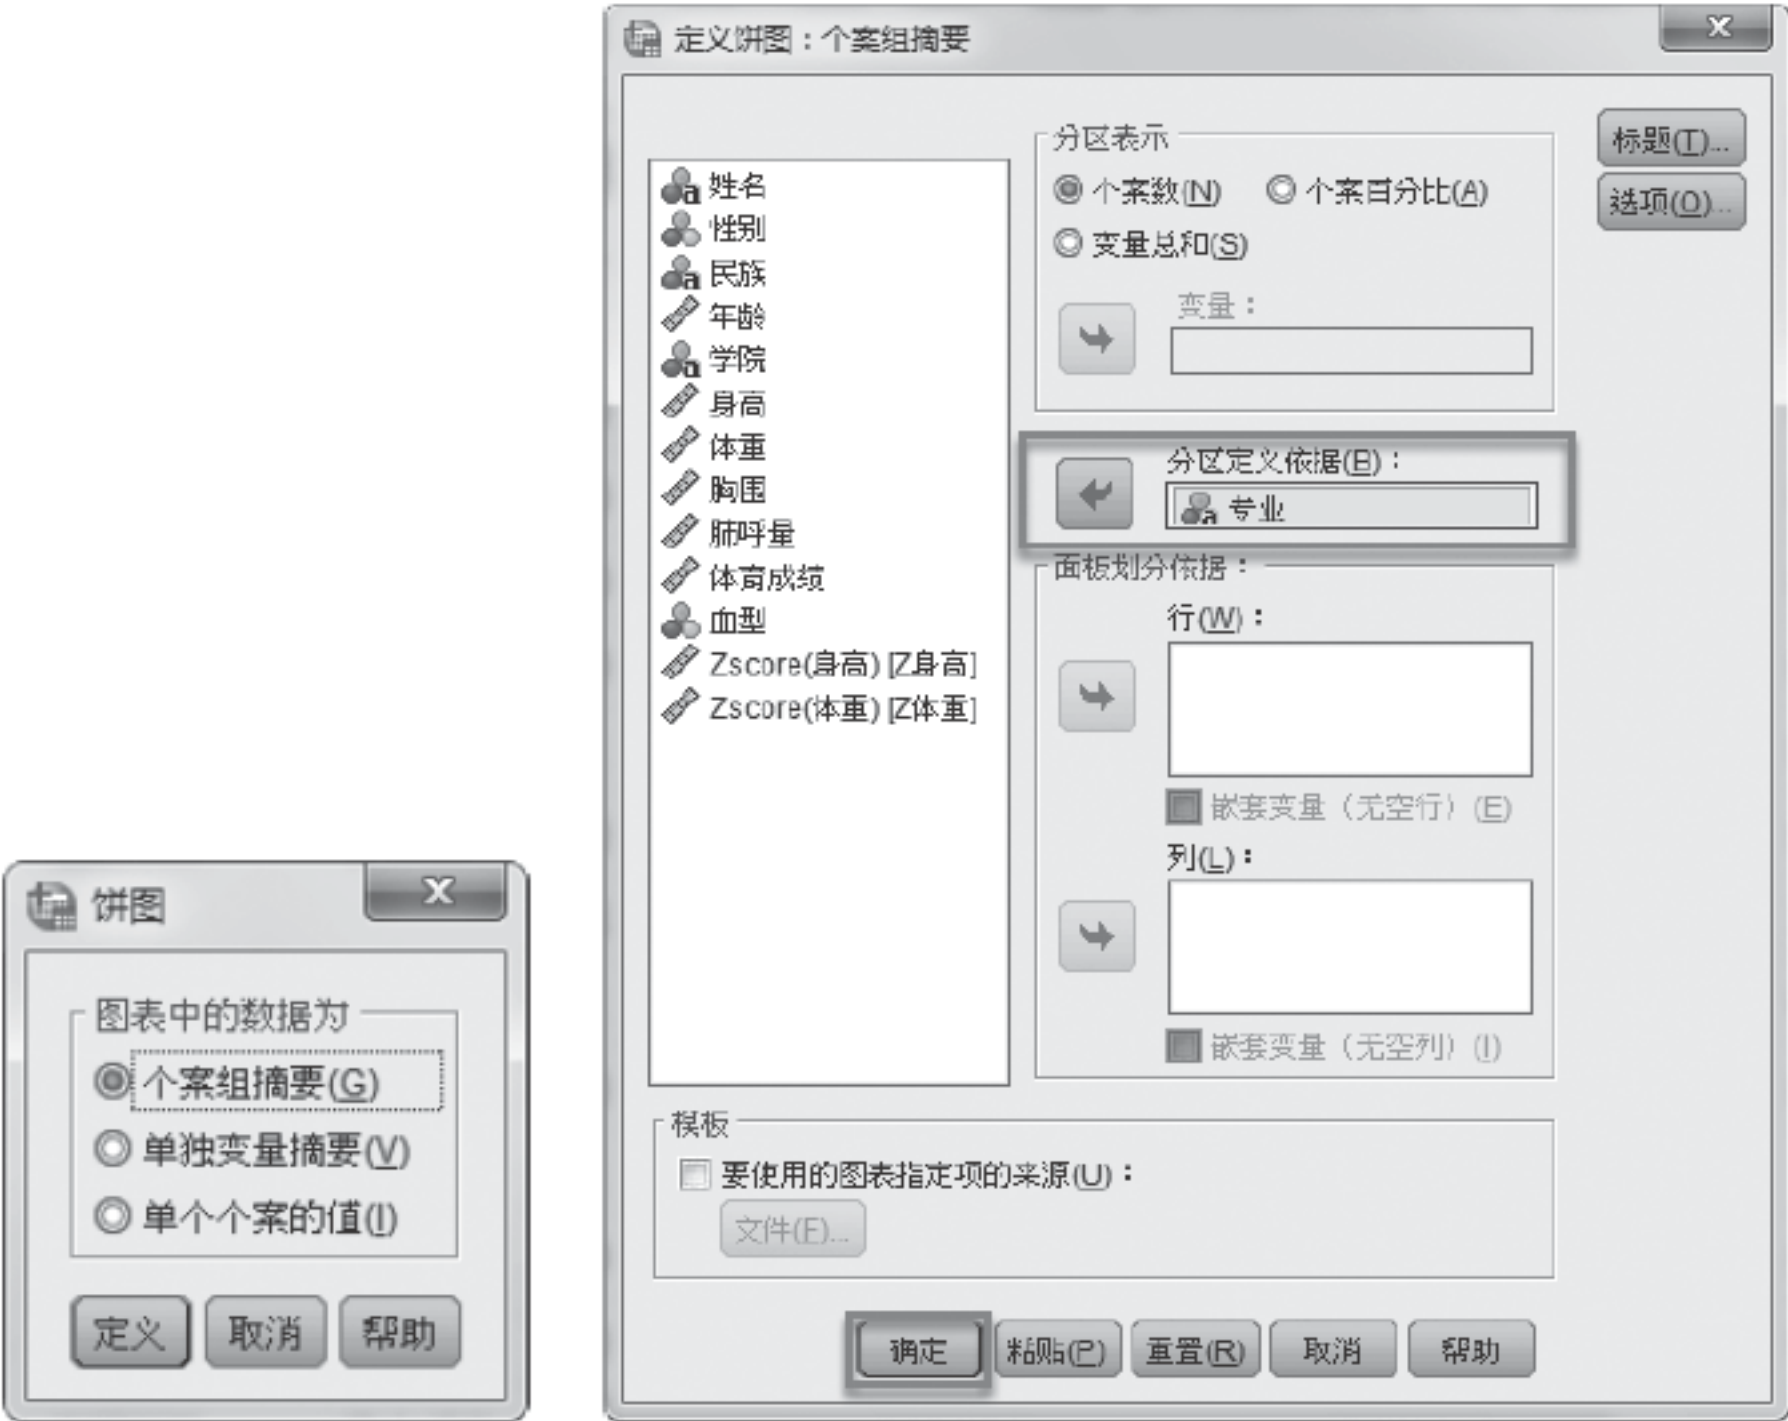 饼图
图表中的数据为
个案组摘要(G)
单独变量摘要(V)
单个个案的值(I)
定义 取消 帮助
定义饼图：个案组摘要
姓名
性别
民族
年龄
学院
身高
体重
胸围
肺呼量
体育成绩
血型
Zscore(身高) [Z身高]
Zscore(体重) [Z体重]
分区表示
个案数(N) 个案百分比(A)
变量总和(S)
变量：
分区定义依据(B)：
专业
面板划分依据：
行(W)：
嵌套变量（无空行）(E)
列(L)：
嵌套变量（无空列）(I)
标题(T)...
选项(O)...
模板
要使用的图表指定项的来源(U)：
文件(F)...
确定 粘贴(P) 重置(R) 取消 帮助